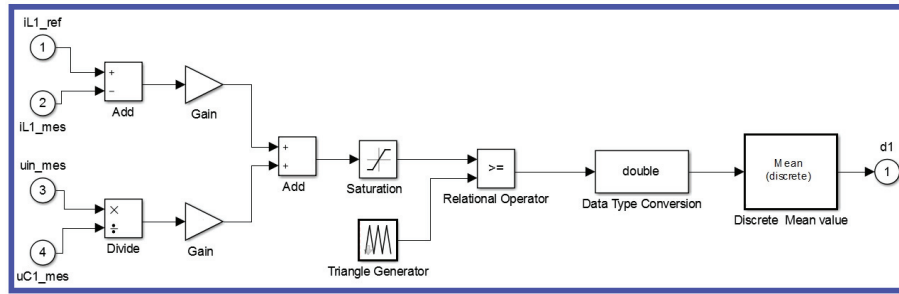 iL1_ref
1
+
−
Add
2
iL1_mes
Gain
uin_mes
3
×
÷
Divide
4
uC1_mes
Gain
+
+
Add
Saturation
Triangle Generator
>=
Relational Operator
double
Data Type Conversion
Mean
(discrete)
Discrete Mean value
d1
1